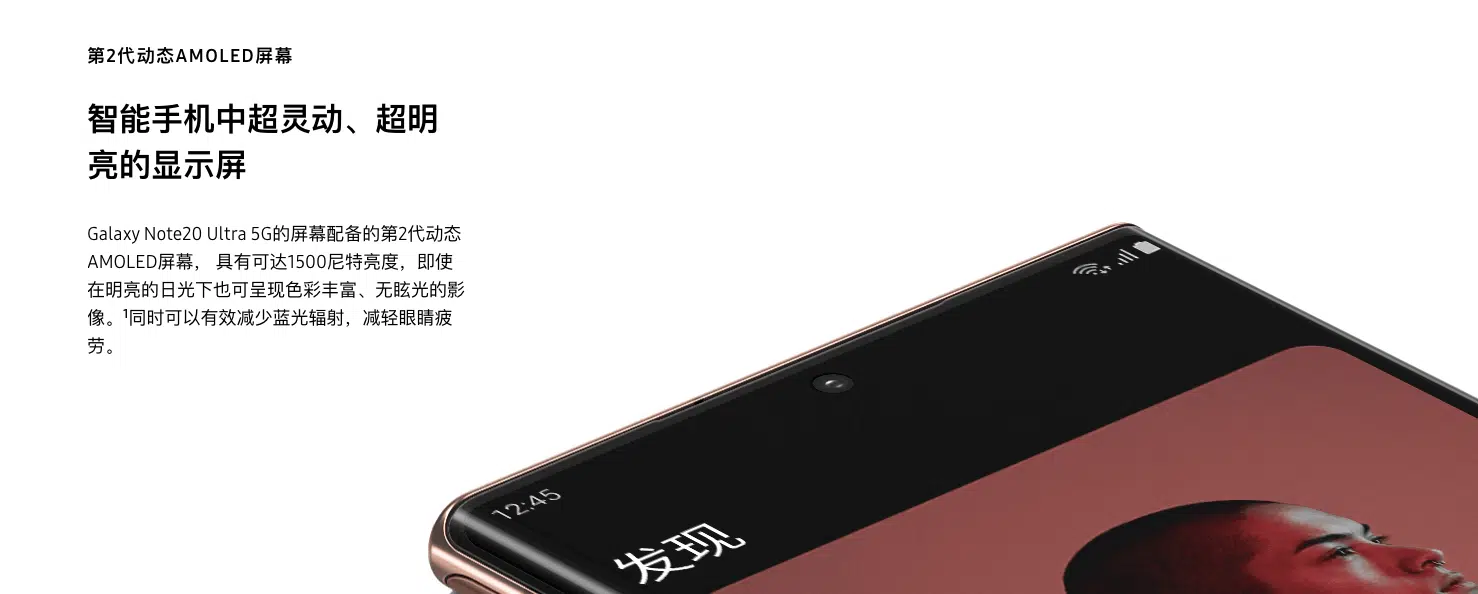 第2代动态AMOLED屏幕
智能手机中超灵动、超明
亮的显示屏
Galaxy Note20 Ultra 5G的屏幕配备的第2代动态
AMOLED屏幕， 具有可达1500尼特亮度，即使
在明亮的日光下也可呈现色彩丰富、无眩光的影
像。¹同时可以有效减少蓝光辐射，减轻眼睛疲
劳。
12:45
发现